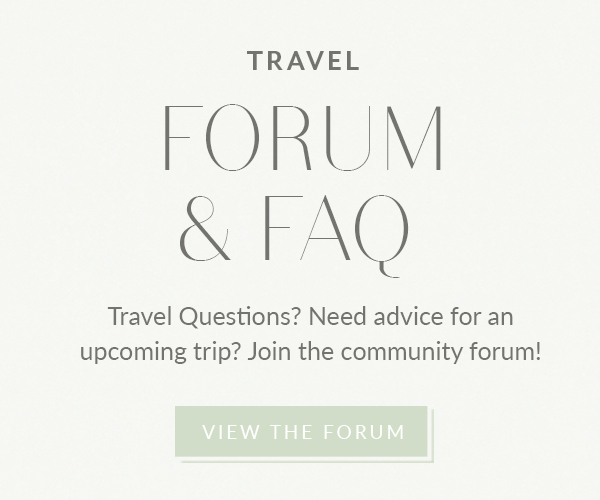 TRAVEL
FORUM
& FAQ
Travel Questions? Need advice for an
upcoming trip? Join the community forum!
VIEW THE FORUM